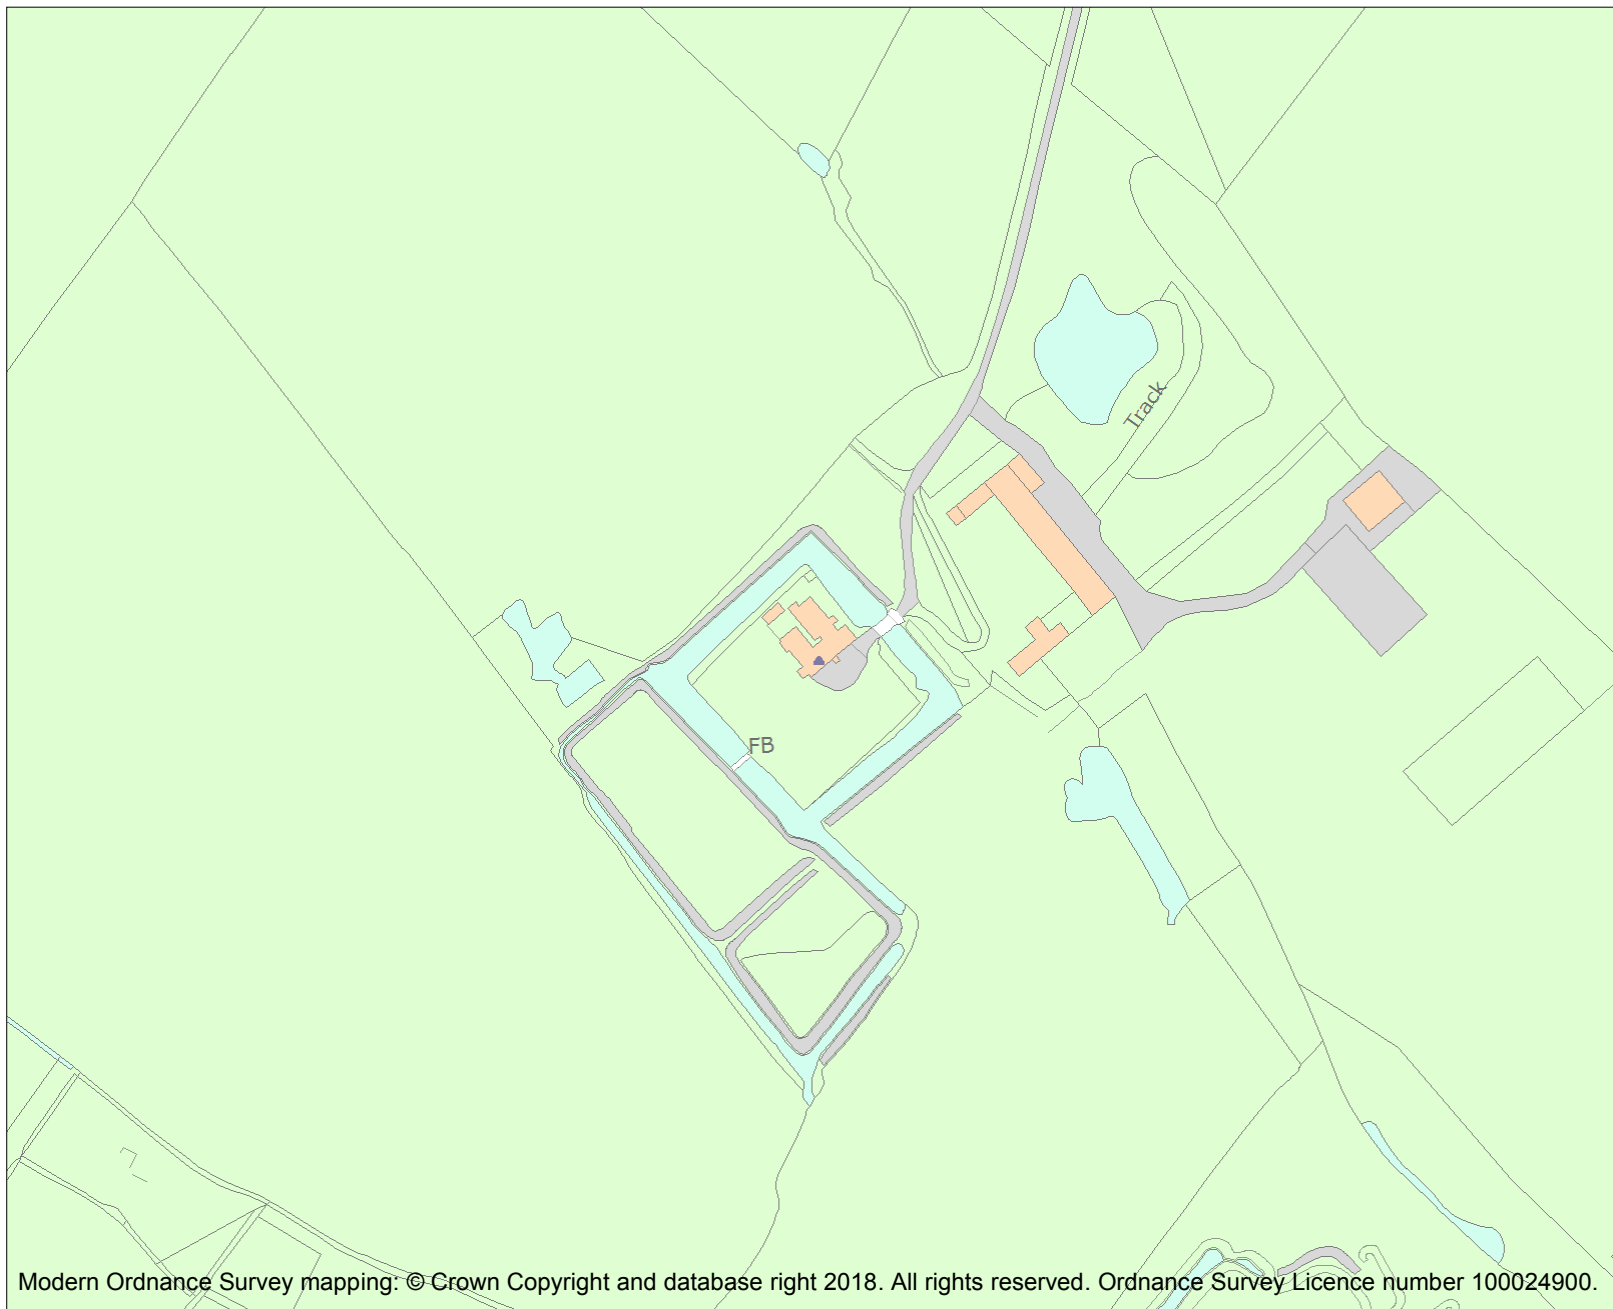 Track
FB
Modern Ordnance Survey mapping: © Crown Copyright and database right 2018. All rights reserved. Ordnance Survey Licence number 100024900.